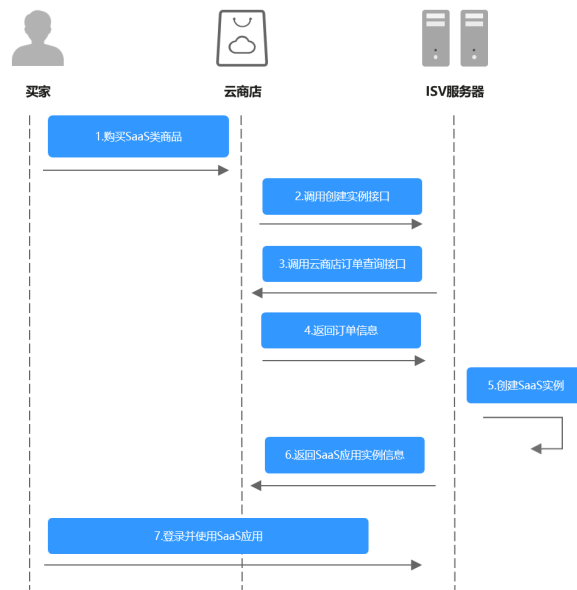 买家
云商店
ISV服务器
1.购买SaaS类商品
2.调用创建实例接口
3.调用云商店订单查询接口
4.返回订单信息
5.创建SaaS实例
6.返回SaaS应用实例信息
7.登录并使用SaaS应用